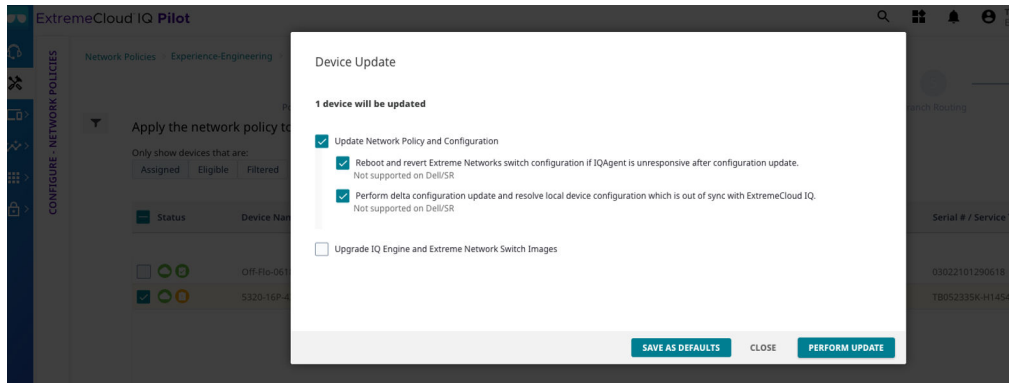 ExtremeCloud IQ Pilot
CONFIGURE - NETWORK POLICIES
Network Policies
Experience-Engineering
Routing
Apply the network policy to
Only show devices that are:
Assigned
Eligible
Filtered
Status
Device Nam
Serial # / Service
Off-Flo-061
03022101290618
5320-16P-4
TB052335K-H1454
Device Update
1 device will be updated
Update Network Policy and Configuration
Reboot and revert Extreme Networks switch configuration if IQAgent is unresponsive after configuration update.
Not supported on Dell/SR
Perform delta configuration update and resolve local device configuration which is out of sync with ExtremeCloud IQ.
Not supported on Dell/SR
Upgrade IQ Engine and Extreme Network Switch Images
SAVE AS DEFAULTS
CLOSE
PERFORM UPDATE